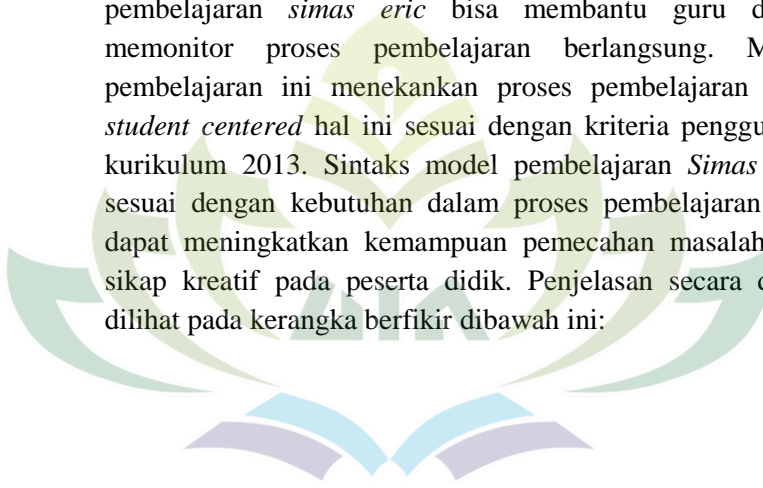 pembelajaran simas eric bisa membantu guru
memonitor proses pembelajaran berlangsung.
pembelajaran ini menekankan proses pembelajaran
student centered hal ini sesuai dengan kriteria
kurikulum 2013. Sintaks model pembelajaran Simas
sesuai dengan kebutuhan dalam proses pembelajaran
dapat meningkatkan kemampuan pemecahan masalah
sikap kreatif pada peserta didik. Penjelasan secara
dilihat pada kerangka berfikir dibawah ini: